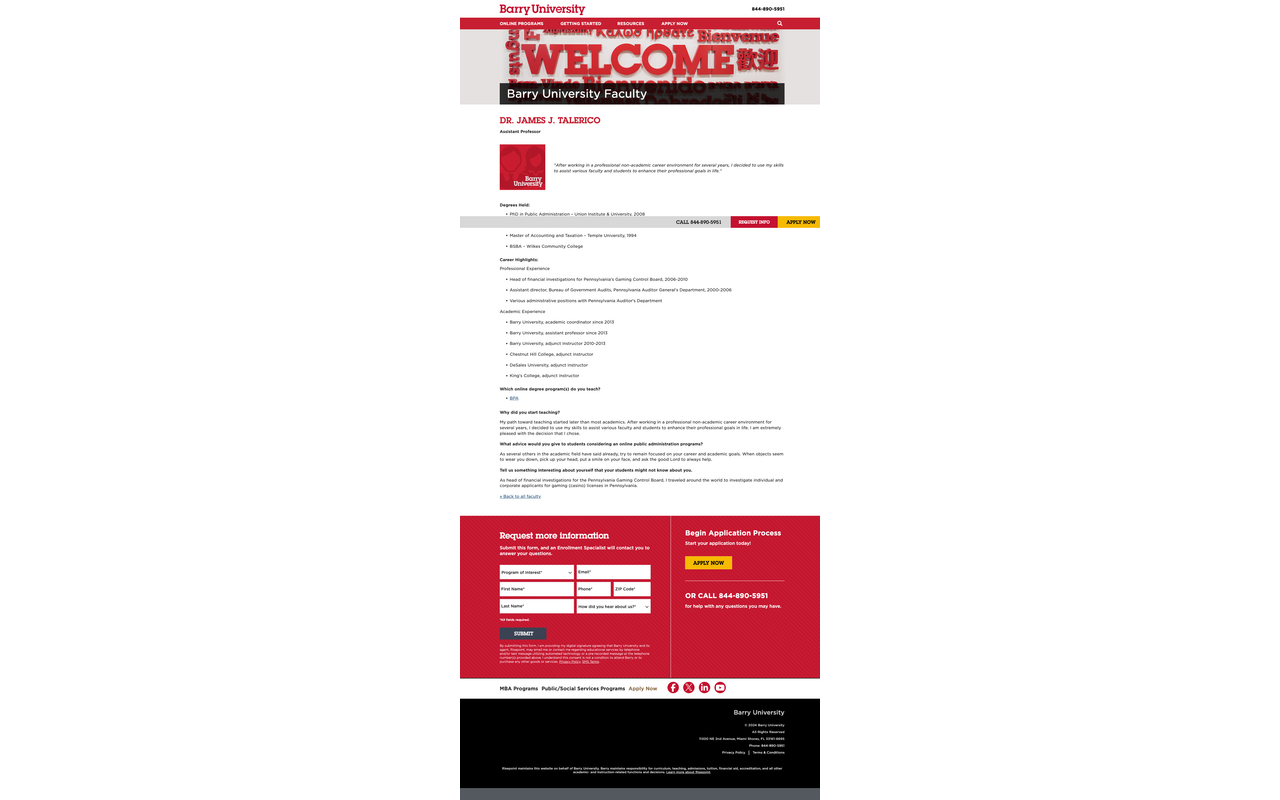 Barry University
844-890-5951
ONLINE PROGRAMS GETTING STARTED RESOURCES APPLY NOW
Bienvenue
WELCOME
Bienvenido
Barry University Faculty
DR. JAMES J. TALERICO
Assistant Professor
Barry
University
"After working in a professional non-academic career environment for several years, I decided to use my skills
to assist various faculty and students to enhance their professional goals in life."
Degrees Held:
• PhD in Public Administration – Union Institute & University, 2008
CALL 844-890-5951 REQUEST INFO APPLY NOW
• Master of Accounting and Taxation – Temple University, 1994
• BSBA – Wilkes Community College
Career Highlights:
Professional Experience
• Head of financial investigations for Pennsylvania's Gaming Control Board, 2006-2010
• Assistant director, Bureau of Government Audits, Pennsylvania Auditor General's Department, 2000-2006
• Various administrative positions with Pennsylvania Auditor's Department
Academic Experience
• Barry University, academic coordinator since 2013
• Barry University, assistant professor since 2013
• Barry University, adjunct instructor 2010-2013
• Chestnut Hill College, adjunct instructor
• DeSales University, adjunct instructor
• King's College, adjunct instructor
Which online degree program(s) do you teach?
• BPA
Why did you start teaching?
My path toward teaching started later than most academics. After working in a professional non-academic career environment for
several years, I decided to use my skills to assist various faculty and students to enhance their professional goals in life. I am extremely
pleased with the decision that I chose.
What advice would you give to students considering an online public administration programs?
As several others in the academic field have said already, try to remain focused on your career and academic goals. When objects seem
to wear you down, pick up your head, put a smile on your face, and ask the good Lord to always help.
Tell us something interesting about yourself that your students might not know about you.
As head of financial investigations for the Pennsylvania Gaming Control Board, I traveled around the world to investigate individual and
corporate applicants for gaming (casino) licenses in Pennsylvania.
« Back to all faculty
Request more information
Submit this form, and an Enrollment Specialist will contact you to
answer your questions.
Program of Interest* Email*
First Name* Phone* ZIP Code*
Last Name* How did you hear about us?*
*All fields required.
SUBMIT
By submitting this form, I am providing my digital signature agreeing that Barry University and its
agent, Risepoint, may email me or contact me regarding educational services by telephone
and/or text message utilizing automated technology or a pre-recorded message at the telephone
number(s) provided above. I understand this consent is not a condition to attend Barry or to
purchase any other goods or services. Privacy Policy. SMS Terms.
Begin Application Process
Start your application today!
APPLY NOW
OR CALL 844-890-5951
for help with any questions you may have.
MBA Programs Public/Social Services Programs Apply Now
Barry University
© 2024 Barry University
All Rights Reserved
11300 NE 2nd Avenue, Miami Shores, FL 33161-6695
Phone: 844-890-5951
Privacy Policy | Terms & Conditions
Risepoint maintains this website on behalf of Barry University. Barry maintains responsibility for curriculum, teaching, admissions, tuition, financial aid, accreditation, and all other
academic- and instruction-related functions and decisions. Learn more about Risepoint.